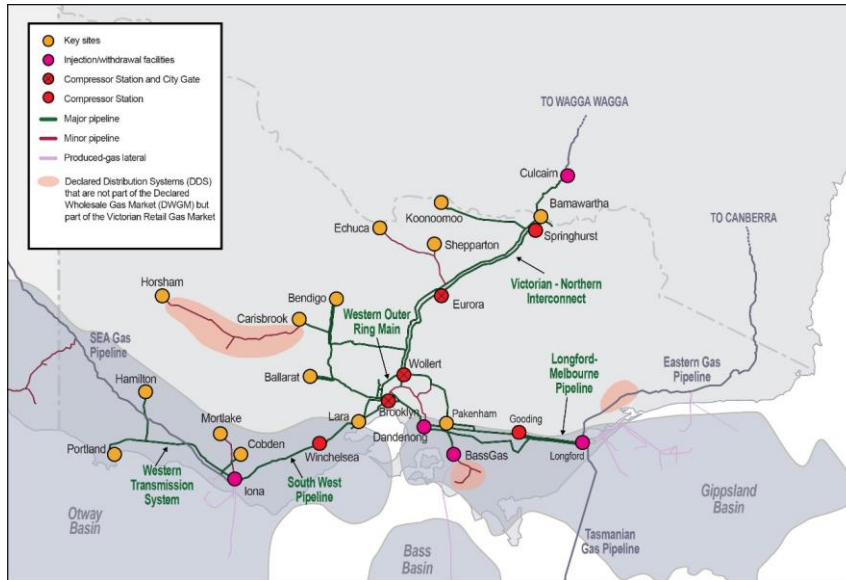 Key sites
Injection/withdrawal facilities
Compressor Station and City Gate
Compressor Station
Major pipeline
Minor pipeline
Produced-gas lateral
Declared Distribution Systems (DDS)
that are not part of the Declared
Wholesale Gas Market (DWGM) but
part of the Victorian Retail Gas Market
TO WAGGA WAGGA
Culcairn
Koonoomoo
Barnawartha
Echuca
Shepparton
Springhurst
TO CANBERRA
Horsham
Carisbrook
Bendigo
Eurora
Victorian - Northern
Interconnect
Western Outer
Ring Main
SEA Gas
Pipeline
Hamilton
Ballarat
Wollert
Longford-
Melbourne
Pipeline
Eastern Gas
Pipeline
Mortlake
Lara
Brooklyn
Pakenham
Gooding
Cobden
Dandenong
Portland
Winchelsea
BassGas
Longford
Western
Transmission
System
Iona
South West
Pipeline
Otway
Basin
Gippsland
Basin
Tasmanian
Gas Pipeline
Bass
Basin